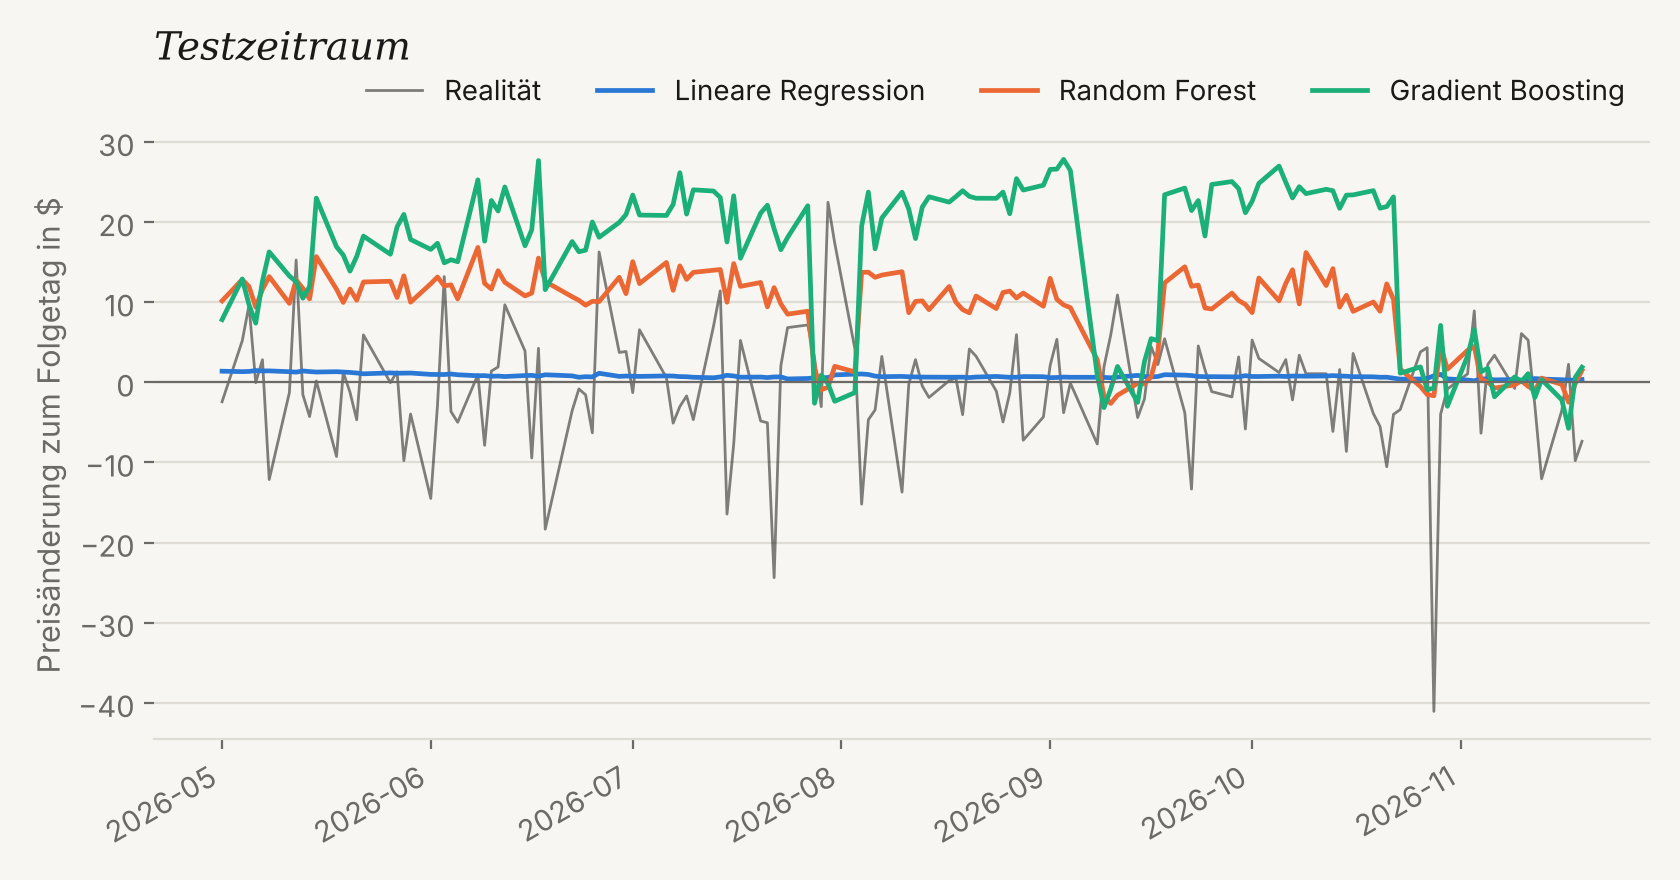 Testzeitraum
Realität Lineare Regression Random Forest Gradient Boosting
Preisänderung zum Folgetag in $
30
20
10
0
−10
−20
−30
−40
2026-05 2026-06 2026-07 2026-08 2026-09 2026-10 2026-11